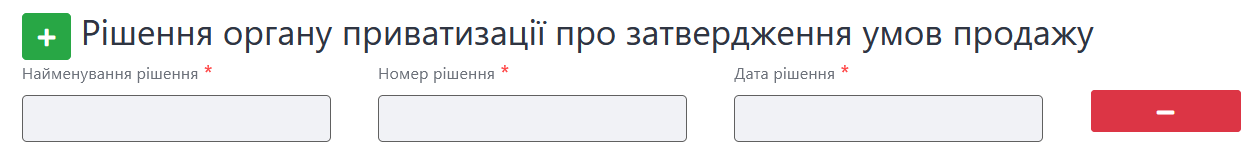 Рішення органу приватизації про затвердження умов продажу
Найменування рішення * Номер рішення * Дата рішення *